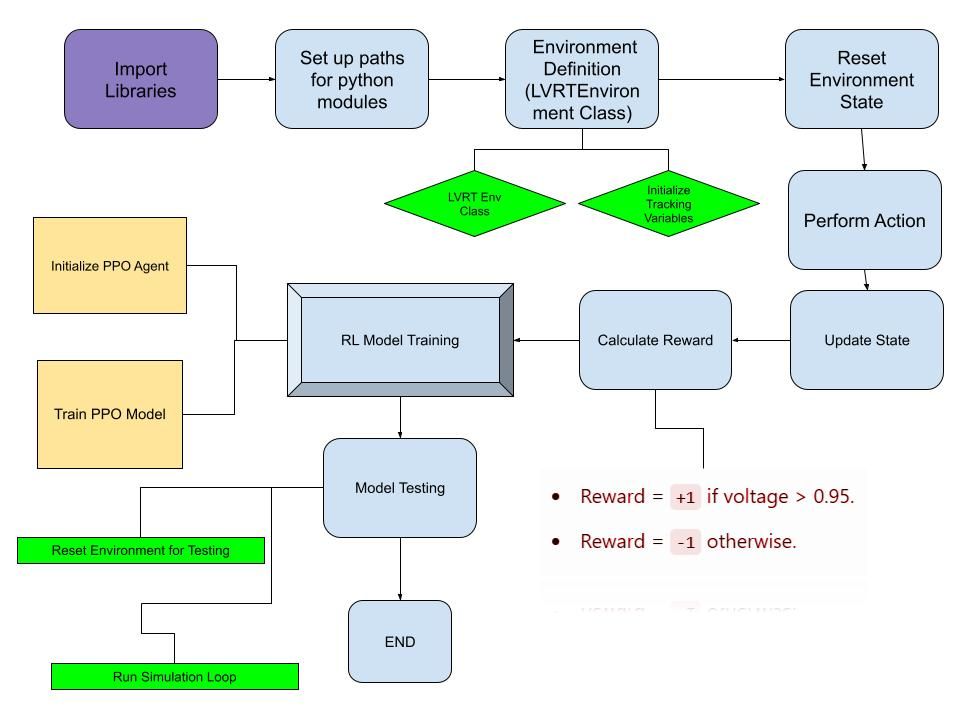 Import
Libraries
Set up paths
for python
modules
Environment
Definition
(LVRTEnviron
ment Class)
Reset
Environment
State
LVRT Env
Class
Initialize
Tracking
Variables
Perform Action
Initialize PPO Agent
RL Model Training
Calculate Reward
Update State
Train PPO Model
Model Testing
• Reward = +1 if voltage > 0.95.
• Reward = -1 otherwise.
Reset Environment for Testing
END
Run Simulation Loop